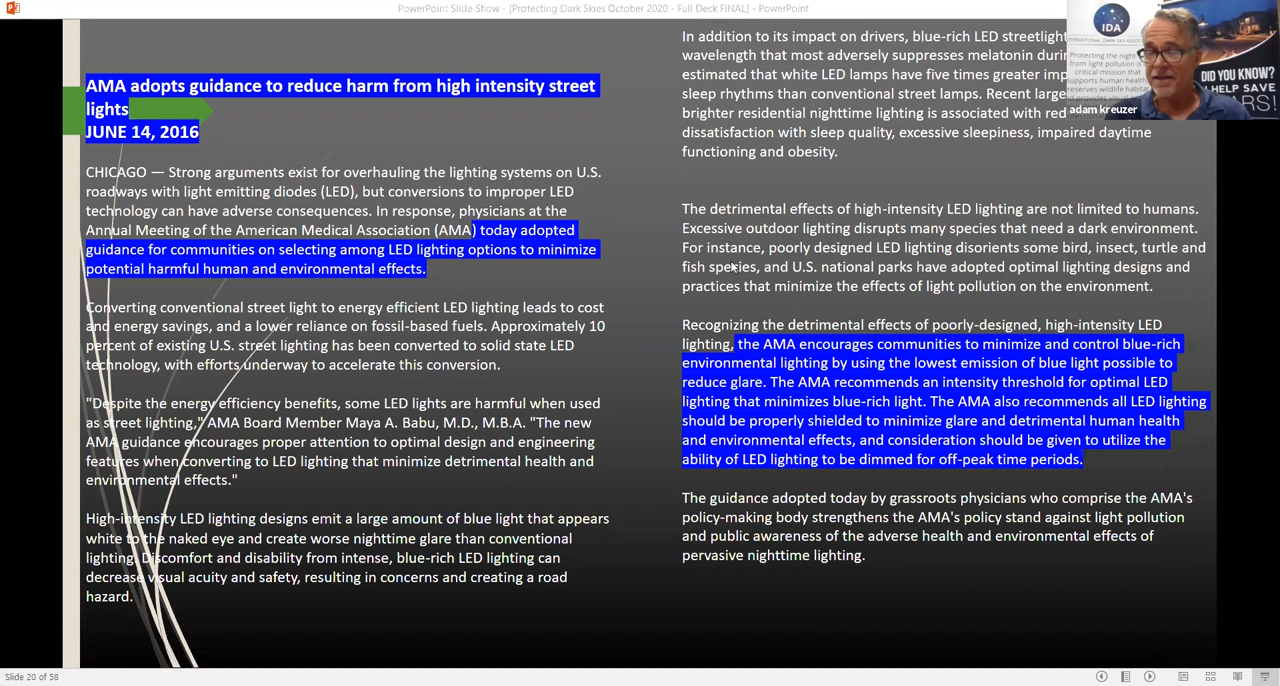 PowerPoint Slide Show - [Protecting Dark Skies October 2020 - Full Deck FINAL] - PowerPoint
AMA adopts guidance to reduce harm from high intensity street
lights
JUNE 14, 2016
CHICAGO — Strong arguments exist for overhauling the lighting systems on U.S.
roadways with light emitting diodes (LED), but conversions to improper LED
technology can have adverse consequences. In response, physicians at the
Annual Meeting of the American Medical Association (AMA) today adopted
guidance for communities on selecting among LED lighting options to minimize
potential harmful human and environmental effects.
Converting conventional street light to energy efficient LED lighting leads to cost
and energy savings, and a lower reliance on fossil-based fuels. Approximately 10
percent of existing U.S. street lighting has been converted to solid state LED
technology, with efforts underway to accelerate this conversion.
"Despite the energy efficiency benefits, some LED lights are harmful when used
as street lighting," AMA Board Member Maya A. Babu, M.D., M.B.A. "The new
AMA guidance encourages proper attention to optimal design and engineering
features when converting to LED lighting that minimize detrimental health and
environmental effects."
High-intensity LED lighting designs emit a large amount of blue light that appears
white to the naked eye and create worse nighttime glare than conventional
lighting. Discomfort and disability from intense, blue-rich LED lighting can
decrease visual acuity and safety, resulting in concerns and creating a road
hazard.
In addition to its impact on drivers, blue-rich LED streetlight
wavelength that most adversely suppresses melatonin duri
estimated that white LED lamps have five times greater imp
sleep rhythms than conventional street lamps. Recent large
brighter residential nighttime lighting is associated with red
dissatisfaction with sleep quality, excessive sleepiness, impaired daytime
functioning and obesity.
The detrimental effects of high-intensity LED lighting are not limited to humans.
Excessive outdoor lighting disrupts many species that need a dark environment.
For instance, poorly designed LED lighting disorients some bird, insect, turtle and
fish species, and U.S. national parks have adopted optimal lighting designs and
practices that minimize the effects of light pollution on the environment.
Recognizing the detrimental effects of poorly-designed, high-intensity LED
lighting, the AMA encourages communities to minimize and control blue-rich
environmental lighting by using the lowest emission of blue light possible to
reduce glare. The AMA recommends an intensity threshold for optimal LED
lighting that minimizes blue-rich light. The AMA also recommends all LED lighting
should be properly shielded to minimize glare and detrimental human health
and environmental effects, and consideration should be given to utilize the
ability of LED lighting to be dimmed for off-peak time periods.
The guidance adopted today by grassroots physicians who comprise the AMA's
policy-making body strengthens the AMA's policy stand against light pollution
and public awareness of the adverse health and environmental effects of
pervasive nighttime lighting.
IDA
Protecting the night
from light pollution
critical mission that
supports human health
reserves wildlife habita
DID YOU KNOW?
HELP SAVE
ARS!
adam kreuzer
Slide 20 of 58